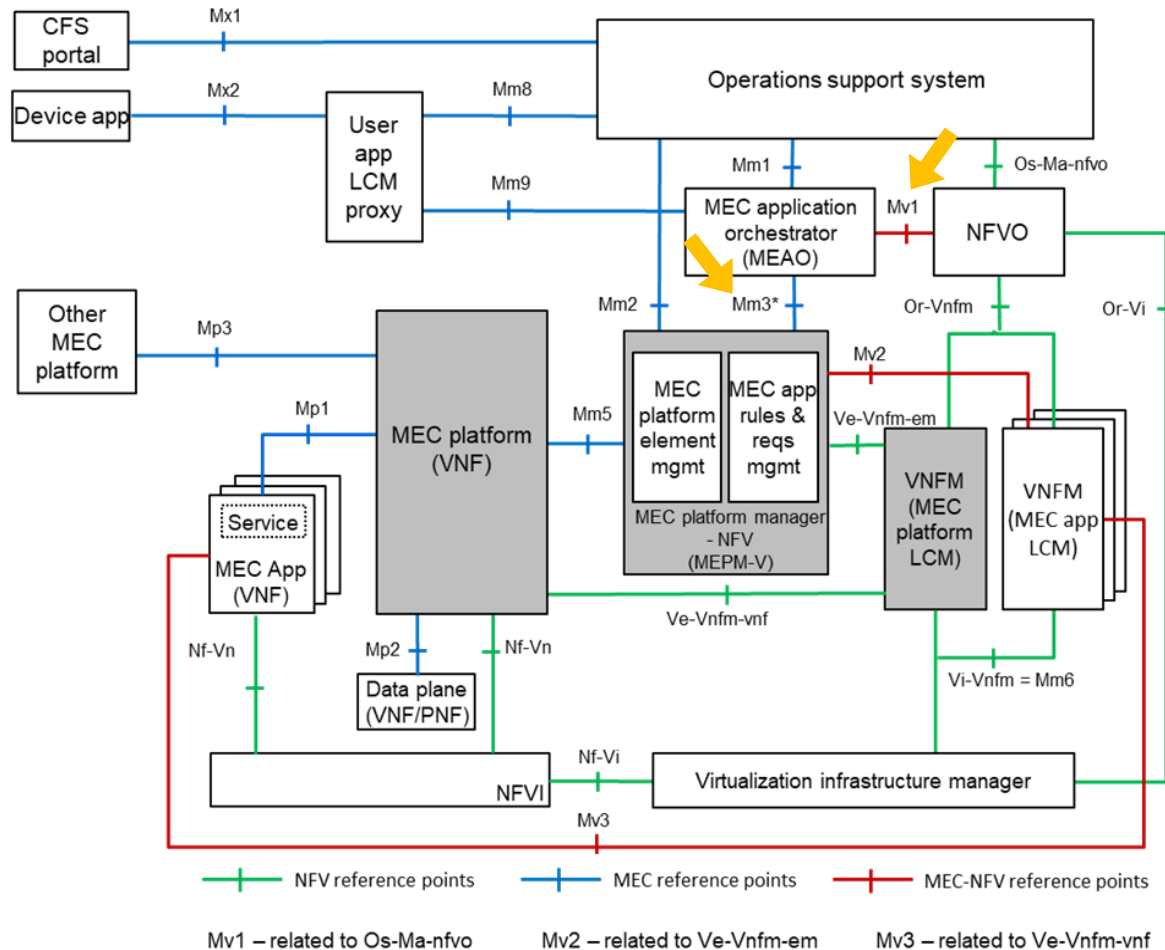 CFS
portal
Mx1
Operations support system
Device app
Mx2
User
app
LCM
proxy
Mm8
Mm9
Mm1
Os-Ma-nfvo
MEC application
orchestrator
(MEAO)
Mv1
NFVO
Mm2
Mm3*
Or-Vnfm
Or-Vi
Other
MEC
platform
Mp3
MEC platform
(VNF)
Mp1
Mm5
MEC
platform
element
mgmt
MEC app
rules &
reqs
mgmt
MEC platform manager
- NFV
(MEPM-V)
Mv2
Ve-Vnfm-em
VNFM
(MEC
platform
LCM)
VNFM
(MEC app
LCM)
Service
MEC App
(VNF)
Ve-Vnfm-vnf
Nf-Vn
Mp2
Nf-Vn
Data plane
(VNF/PNF)
Vi-Vnfm = Mm6
NFVI
Nf-Vi
Virtualization infrastructure manager
Mv3
NFV reference points
MEC reference points
MEC-NFV reference points
Mv1 – related to Os-Ma-nfvo
Mv2 – related to Ve-Vnfm-em
Mv3 – related to Ve-Vnfm-vnf